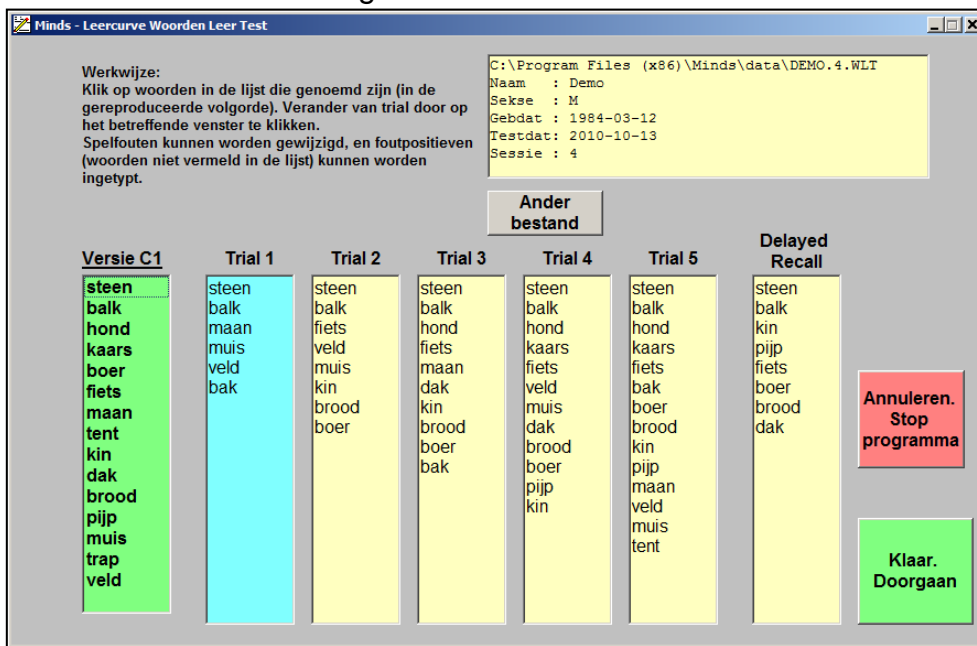 Minds - Leercurve Woorden Leer Test
Werkwijze:
Klik op woorden in de lijst die genoemd zijn (in de
gereproduceerde volgorde). Verander van trial door op
het betreffende venster te klikken.
Spelfouten kunnen worden gewijzigd, en foutpositieven
(woorden niet vermeld in de lijst) kunnen worden
ingetypt.
C:\Program Files (x86)\Minds\data\DEMO.4.WLT
Naam : Demo
Sekse : M
Gebdat : 1984-03-12
Testdat: 2010-10-13
Sessie : 4
Ander
bestand
Versie C1
steen
balk
hond
kaars
boer
fiets
maan
tent
kin
dak
brood
pijp
muis
trap
veld
Trial 1
steen
balk
maan
muis
veld
bak
Trial 2
steen
balk
fiets
veld
muis
kin
brood
boer
Trial 3
steen
balk
hond
fiets
maan
dak
kin
brood
boer
bak
Trial 4
steen
balk
hond
kaars
fiets
veld
muis
dak
brood
boer
pijp
kin
Trial 5
steen
balk
hond
kaars
fiets
bak
boer
brood
kin
pijp
maan
veld
muis
tent
Delayed
Recall
steen
balk
kin
pijp
fiets
boer
brood
dak
Annuleren.
Stop
programma
Klaar.
Doorgaan